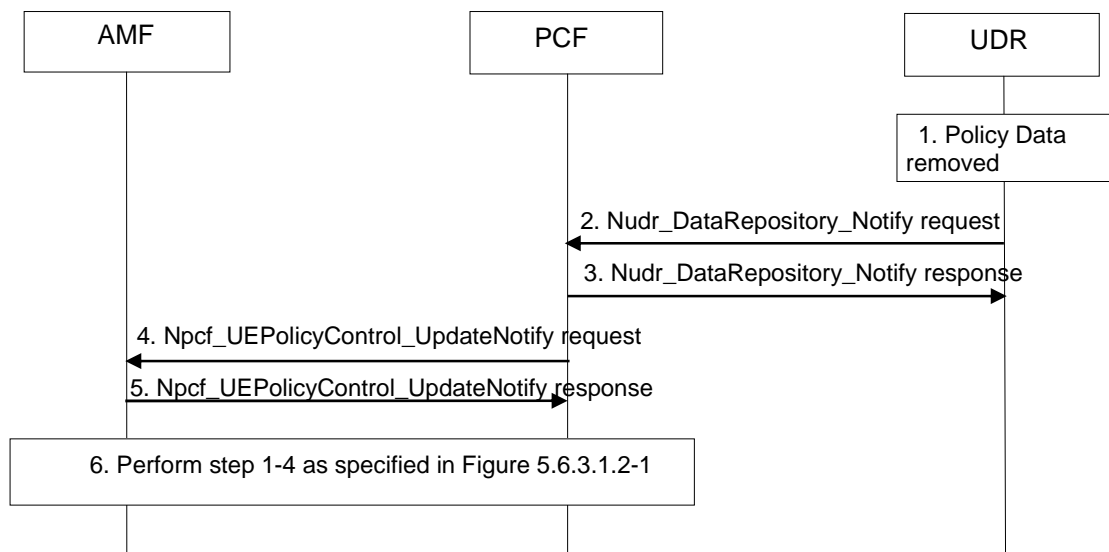 AMF
PCF
UDR
1. Policy Data
removed
2. Nudr_DataRepository_Notify request
3. Nudr_DataRepository_Notify response
4. Npcf_UEPolicyControl_UpdateNotify request
5. Npcf_UEPolicyControl_UpdateNotify response
6. Perform step 1-4 as specified in Figure 5.6.3.1.2-1